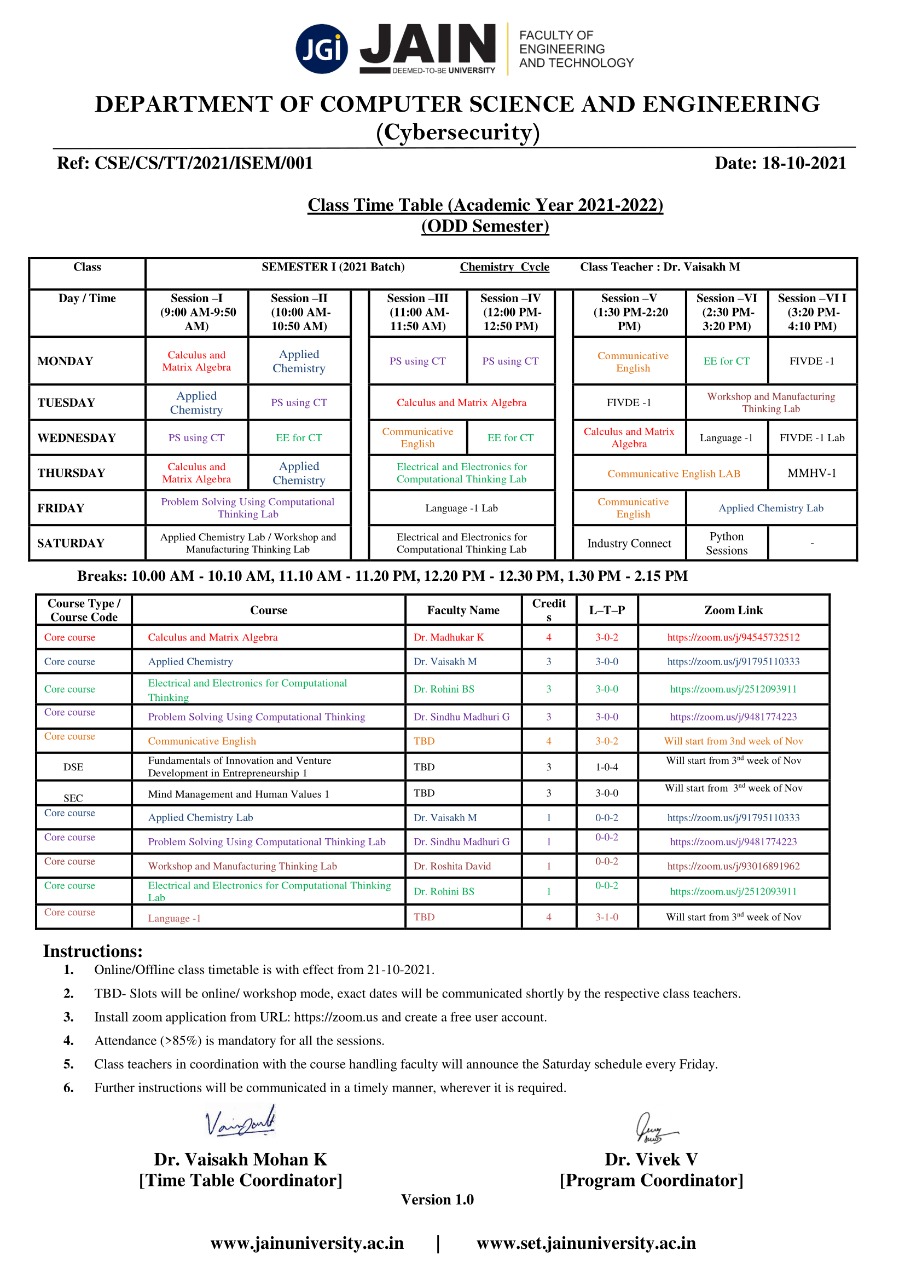 JGi JAIN DEEMED-TO-BE UNIVERSITY
FACULTY OF
ENGINEERING
AND TECHNOLOGY
DEPARTMENT OF COMPUTER SCIENCE AND ENGINEERING
(Cybersecurity)
Ref: CSE/CS/TT/2021/ISEM/001 Date: 18-10-2021
Class Time Table (Academic Year 2021-2022)
(ODD Semester)
Class SEMESTER I (2021 Batch) Chemistry Cycle Class Teacher : Dr. Vaisakh M
Day / Time Session –I Session –II Session –III Session –IV Session –V Session –VI Session –VI I
(9:00 AM-9:50 (10:00 AM- (11:00 AM- (12:00 PM- (1:30 PM-2:20 (2:30 PM- (3:20 PM-
AM) 10:50 AM) 11:50 AM) 12:50 PM) PM) 3:20 PM) 4:10 PM)
MONDAY Calculus and Matrix Algebra Applied Chemistry PS using CT PS using CT Communicative English EE for CT FIVDE -1
TUESDAY Applied Chemistry PS using CT Calculus and Matrix Algebra FIVDE -1 Workshop and Manufacturing Thinking Lab
WEDNESDAY PS using CT EE for CT Communicative English EE for CT Calculus and Matrix Algebra Language -1 FIVDE -1 Lab
THURSDAY Calculus and Matrix Algebra Applied Chemistry Electrical and Electronics for Computational Thinking Lab Communicative English LAB MMHV-1
FRIDAY Problem Solving Using Computational Thinking Lab Language -1 Lab Communicative English Applied Chemistry Lab
SATURDAY Applied Chemistry Lab / Workshop and Manufacturing Thinking Lab Electrical and Electronics for Computational Thinking Lab Industry Connect Python Sessions -
Breaks: 10.00 AM - 10.10 AM, 11.10 AM - 11.20 PM, 12.20 PM - 12.30 PM, 1.30 PM - 2.15 PM
Course Type / Course Code Course Faculty Name Credit s L–T–P Zoom Link
Core course Calculus and Matrix Algebra Dr. Madhukar K 4 3-0-2 https://zoom.us/j/94545732512
Core course Applied Chemistry Dr. Vaisakh M 3 3-0-0 https://zoom.us/j/91795110333
Core course Electrical and Electronics for Computational Thinking Dr. Rohini BS 3 3-0-0 https://zoom.us/j/2512093911
Core course Problem Solving Using Computational Thinking Dr. Sindhu Madhuri G 3 3-0-0 https://zoom.us/j/9481774223
Core course Communicative English TBD 4 3-0-2 Will start from 3nd week of Nov
DSE Fundamentals of Innovation and Venture Development in Entrepreneurship 1 TBD 3 1-0-4 Will start from 3nd week of Nov
SEC Mind Management and Human Values 1 TBD 3 3-0-0 Will start from 3nd week of Nov
Core course Applied Chemistry Lab Dr. Vaisakh M 1 0-0-2 https://zoom.us/j/91795110333
Core course Problem Solving Using Computational Thinking Lab Dr. Sindhu Madhuri G 1 0-0-2 https://zoom.us/j/9481774223
Core course Workshop and Manufacturing Thinking Lab Dr. Roshita David 1 0-0-2 https://zoom.us/j/93016891962
Core course Electrical and Electronics for Computational Thinking Lab Dr. Rohini BS 1 0-0-2 https://zoom.us/j/2512093911
Core course Language -1 TBD 4 3-1-0 Will start from 3nd week of Nov
Instructions:
1. Online/Offline class timetable is with effect from 21-10-2021.
2. TBD- Slots will be online/ workshop mode, exact dates will be communicated shortly by the respective class teachers.
3. Install zoom application from URL: https://zoom.us and create a free user account.
4. Attendance (>85%) is mandatory for all the sessions.
5. Class teachers in coordination with the course handling faculty will announce the Saturday schedule every Friday.
6. Further instructions will be communicated in a timely manner, wherever it is required.
Dr. Vaisakh Mohan K Dr. Vivek V
[Time Table Coordinator] [Program Coordinator]
Version 1.0
www.jainuniversity.ac.in | www.set.jainuniversity.ac.in